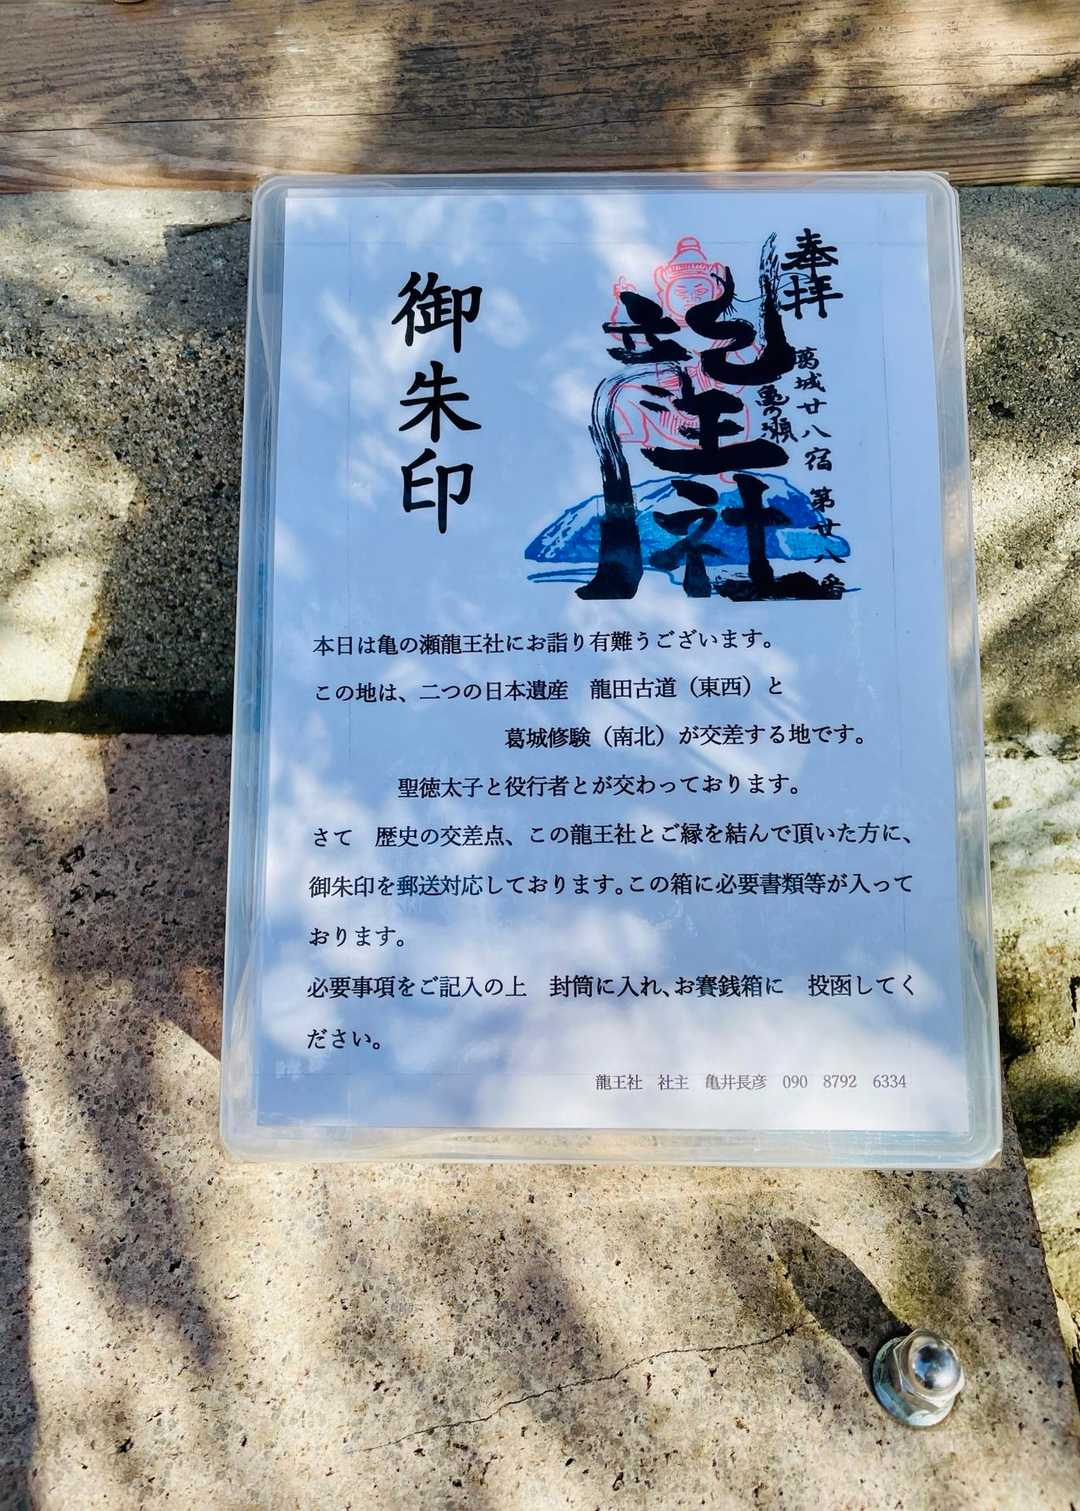 御朱印
奉拝
葛城廿八宿 第廿八番
亀の瀬
龍王社
本日は亀の瀬龍王社にお詣り有難うございます。
この地は、二つの日本遺産　龍田古道（東西）と
葛城修験（南北）が交差する地です。
聖徳太子と役行者とが交わっております。
さて　歴史の交差点、この龍王社とご縁を結んで頂いた方に、
御朱印を郵送対応しております。この箱に必要書類等が入って
おります。
必要事項をご記入の上　封筒に入れ、お賽銭箱に　投函してく
ださい。
龍王社　社主　亀井長彦　090　8792　6334